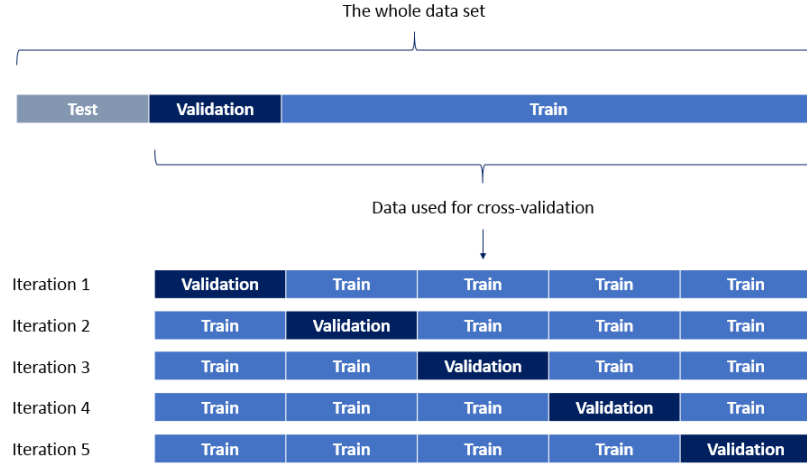 The whole data set
Test Validation Train
Data used for cross-validation
Iteration 1 Validation Train Train Train Train
Iteration 2 Train Validation Train Train Train
Iteration 3 Train Train Validation Train Train
Iteration 4 Train Train Train Validation Train
Iteration 5 Train Train Train Train Validation